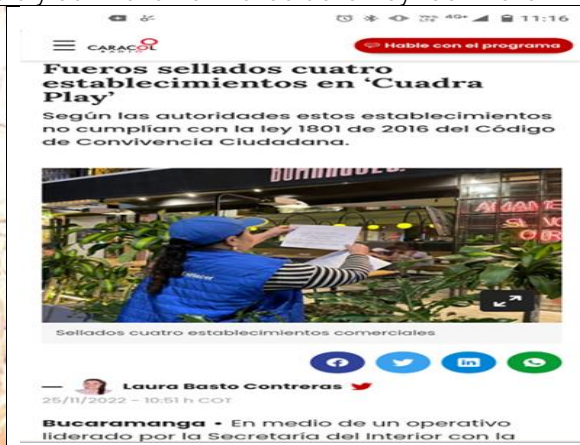 4G+ 11:16
CARACOL
RADIO
Hable con el programa
Fueros sellados cuatro
establecimientos en ‘Cuadra
Play’
Según las autoridades estos establecimientos
no cumplían con la ley 1801 de 2016 del Código
de Convivencia Ciudadana.
Sellados cuatro establecimientos comerciales
Laura Basto Contreras
25/11/2022 - 10:51 h COT
Bucaramanga • En medio de un operativo
liderado por la Secretaría del Interior con la